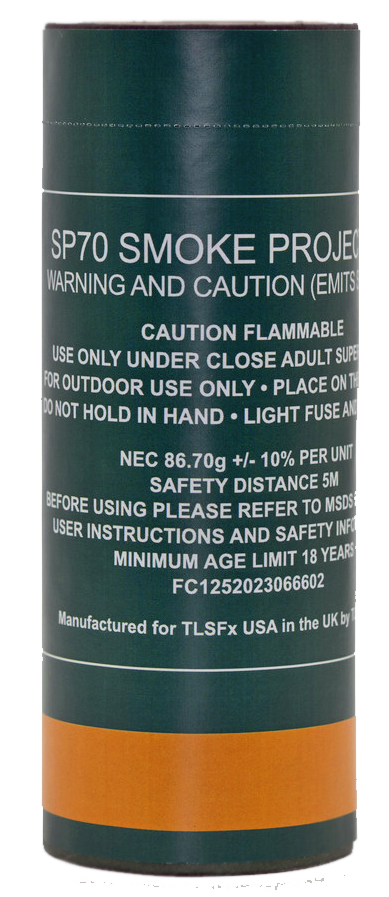 SP70 SMOKE PROJEC
WARNING AND CAUTION (EMITS
CAUTION FLAMMABLE
USE ONLY UNDER CLOSE ADULT SUPE
FOR OUTDOOR USE ONLY • PLACE ON TH
DO NOT HOLD IN HAND • LIGHT FUSE AN
NEC 86.70g +/- 10% PER UNIT
SAFETY DISTANCE 5M
BEFORE USING PLEASE REFER TO MSDS
USER INSTRUCTIONS AND SAFETY INFO
MINIMUM AGE LIMIT 18 YEARS
FC1252023066602
Manufactured for TLSFx USA in the UK by